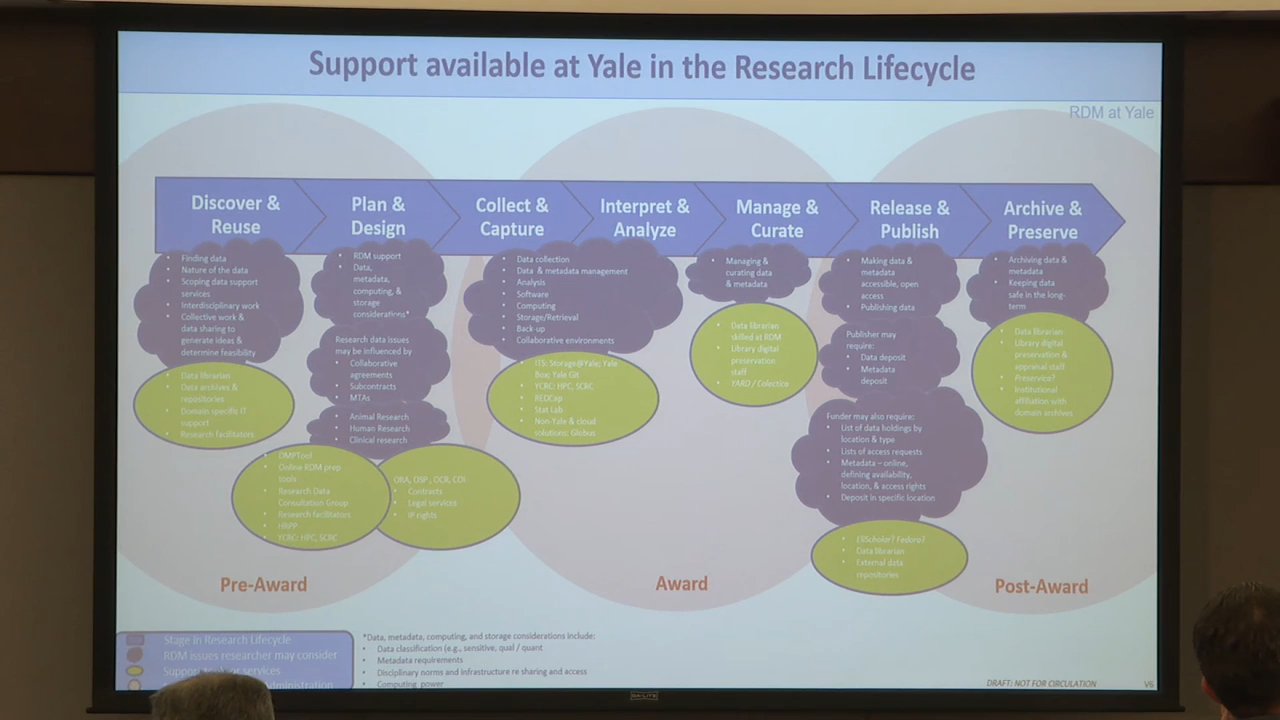 Support available at Yale in the Research Lifecycle
RDM at Yale
Discover &
Reuse
Plan &
Design
Collect &
Capture
Interpret &
Analyze
Manage &
Curate
Release &
Publish
Archive &
Preserve
• Finding data
• Nature of the data
• Scoping data support
services
• Interdisciplinary work
• Collective work &
data sharing to
generate ideas &
determine feasibility
• Data librarian
• Data archives &
repositories
• Domain specific IT
support
• Research facilitators
• RDM support
• Data,
metadata,
computing, &
storage
considerations*
Research data issues
may be influenced by
• Collaborative
agreements
• Subcontracts
• MTAs
• Animal Research
• Human Research
• Clinical research
• DMPTool
• Online RDM prep
tools
• Research Data
Consultation Group
• Research facilitators
• HRPP
• YCRC: HPC, SCRC
ORA, OSP, OCR, COI
• Contracts
• Legal services
• IP rights
• Data collection
• Data & metadata management
• Analysis
• Software
• Computing
• Storage/Retrieval
• Back-up
• Collaborative environments
• ITS: Storage@Yale; Yale
Box; Yale Git
• YCRC: HPC, SCRC
• REDCap
• Stat Lab
• Non-Yale & cloud
solutions: Globus
• Managing &
curating data
& metadata
• Data librarian
skilled at RDM
• Library digital
preservation
staff
• YARD / Colectica
• Making data &
metadata
accessible, open
access
• Publishing data
Publisher may
require:
• Data deposit
• Metadata
deposit
Funder may also require:
• List of data holdings by
location & type
• Lists of access requests
• Metadata – online,
defining availability,
location, & access rights
• Deposit in specific location
• EliScholar? Fedora?
• Data librarian
• External data
repositories
• Archiving data &
metadata
• Keeping data
safe in the long-
term
• Data librarian
• Library digital
preservation &
appraisal staff
• Preservica?
• Institutional
affiliation with
domain archives
Pre-Award
Award
Post-Award
Stage in Research Lifecycle
RDM issues researcher may consider
Support services
administration
*Data, metadata, computing, and storage considerations include:
• Data classification (e.g., sensitive, qual / quant
• Metadata requirements
• Disciplinary norms and infrastructure re sharing and access
• Computing power
DRAFT: NOT FOR CIRCULATION
V6
DA-LITE